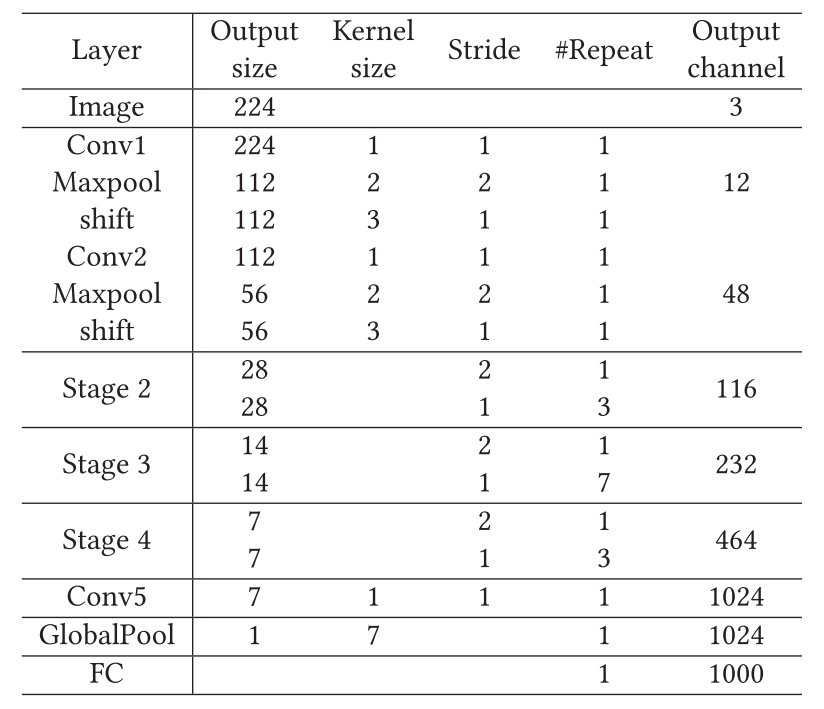 Layer Output size Kernel size Stride #Repeat Output channel
Image 224 3
Conv1 224 1 1 1
Maxpool 112 2 2 1 12
shift 112 3 1 1
Conv2 112 1 1 1
Maxpool 56 2 2 1 48
shift 56 3 1 1
Stage 2 28 2 1 116
28 1 3
Stage 3 14 2 1 232
14 1 7
Stage 4 7 2 1 464
7 1 3
Conv5 7 1 1 1 1024
GlobalPool 1 7 1 1024
FC 1 1000